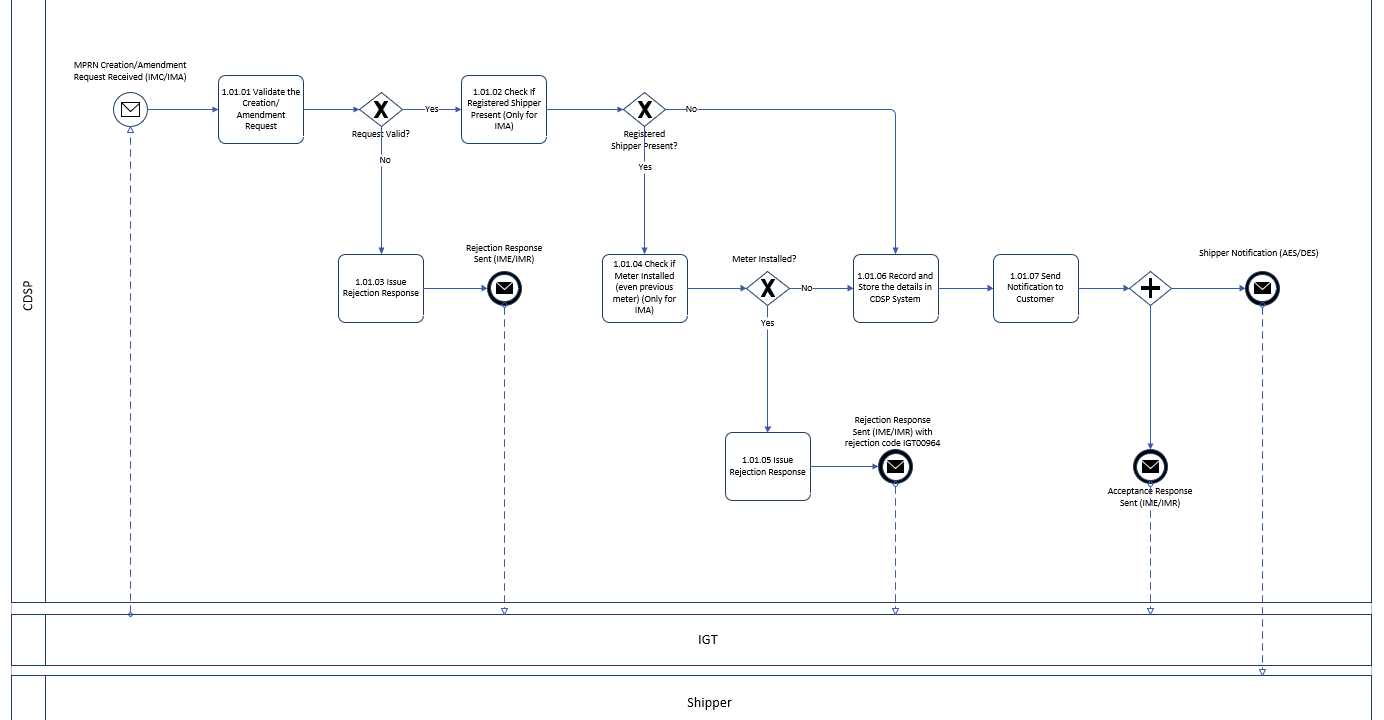 CDSP
MPRN Creation/Amendment
Request Received (IMC/IMA)
1.01.01 Validate the
Creation/
Amendment
Request
X
Request Valid?
Yes
No
1.01.02 Check If
Registered Shipper
Present (Only for
IMA)
X
Registered
Shipper Present?
No
Yes
1.01.03 Issue
Rejection Response
Rejection Response
Sent (IME/IMR)
1.01.04 Check if
Meter Installed
(even previous
meter) (Only for
IMA)
Meter Installed?
X
No
Yes
1.01.06 Record and
Store the details in
CDSP System
1.01.07 Send
Notification to
Customer
Shipper Notification (AES/DES)
1.01.05 Issue
Rejection Response
Rejection Response
Sent (IME/IMR) with
rejection code IGT00964
Acceptance Response
Sent (IME/IMR)
IGT
Shipper